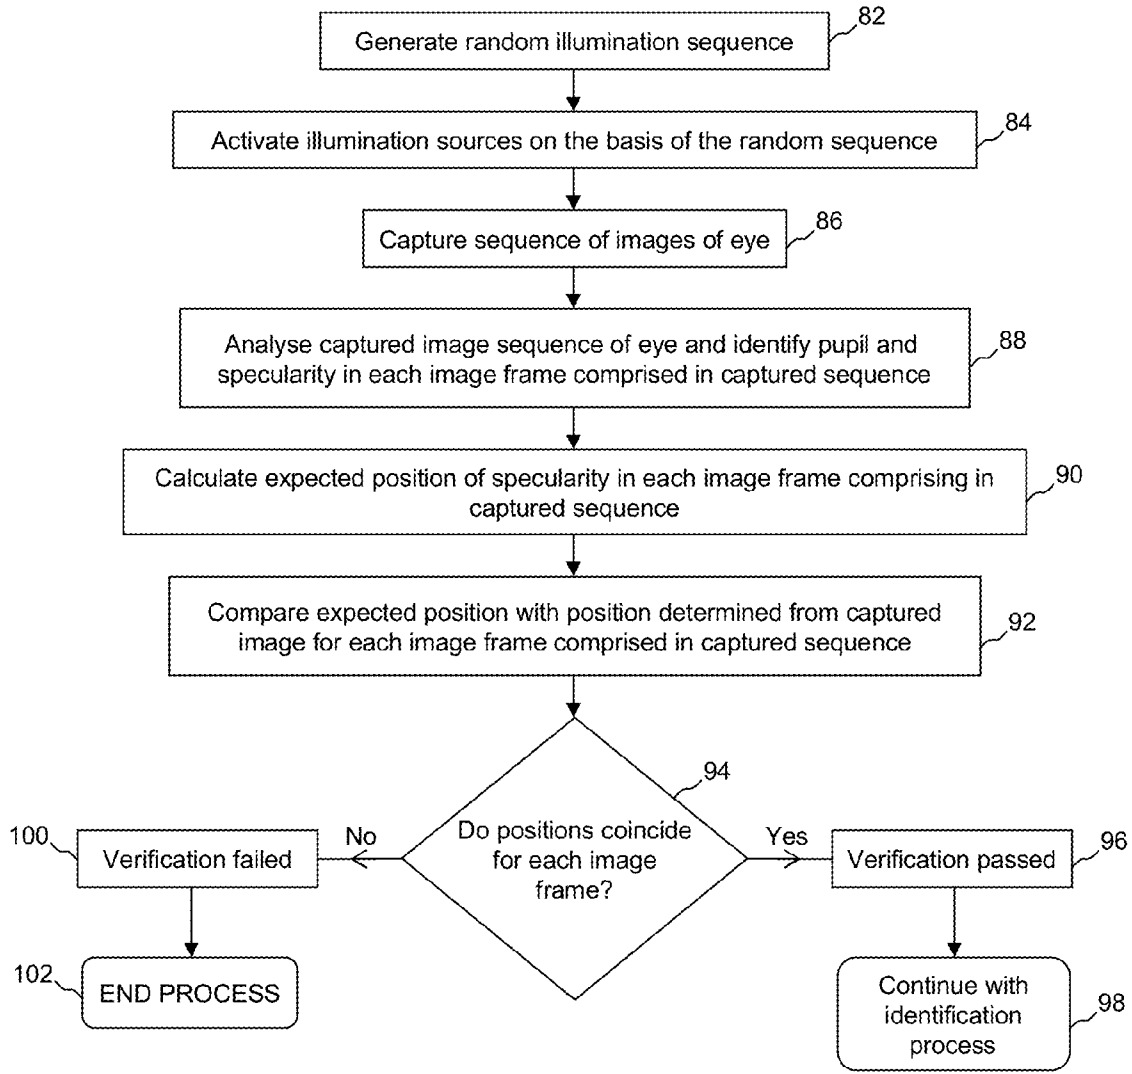 Generate random illumination sequence
82
Activate illumination sources on the basis of the random sequence
84
Capture sequence of images of eye
86
Analyse captured image sequence of eye and identify pupil and
specularity in each image frame comprised in captured sequence
88
Calculate expected position of specularity in each image frame comprising in
captured sequence
90
Compare expected position with position determined from captured
image for each image frame comprised in captured sequence
92
Do positions coincide
for each image
frame?
94
No
Yes
100
Verification failed
Verification passed
96
102
END PROCESS
Continue with
identification
process
98